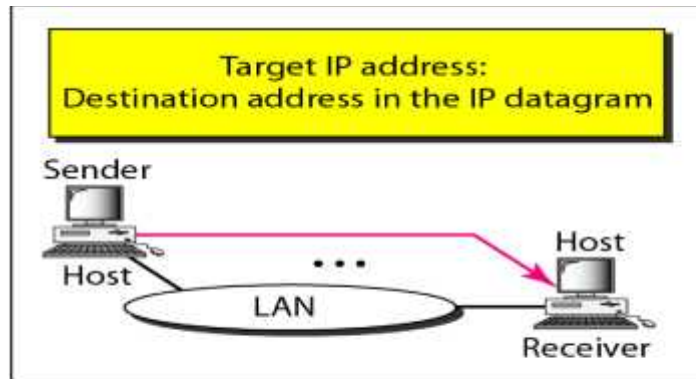 Target IP address:
Destination address in the IP datagram
Sender
Host
Host
LAN
Receiver